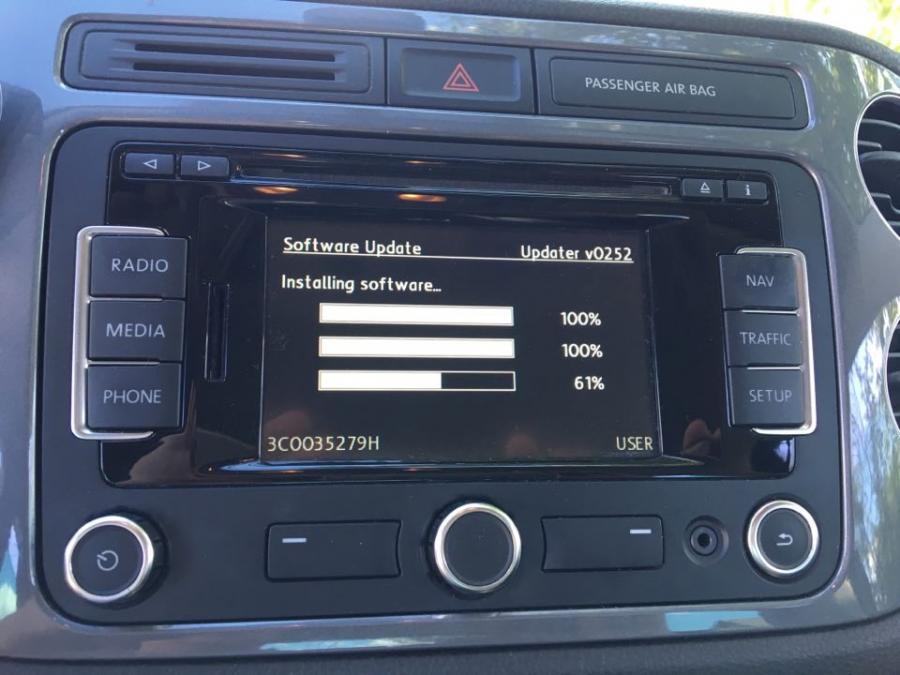 PASSENGER AIR BAG
i
RADIO
MEDIA
PHONE
Software Update
Updater v0252
Installing software...
100%
100%
61%
3C0035279H
USER
NAV
TRAFFIC
SETUP